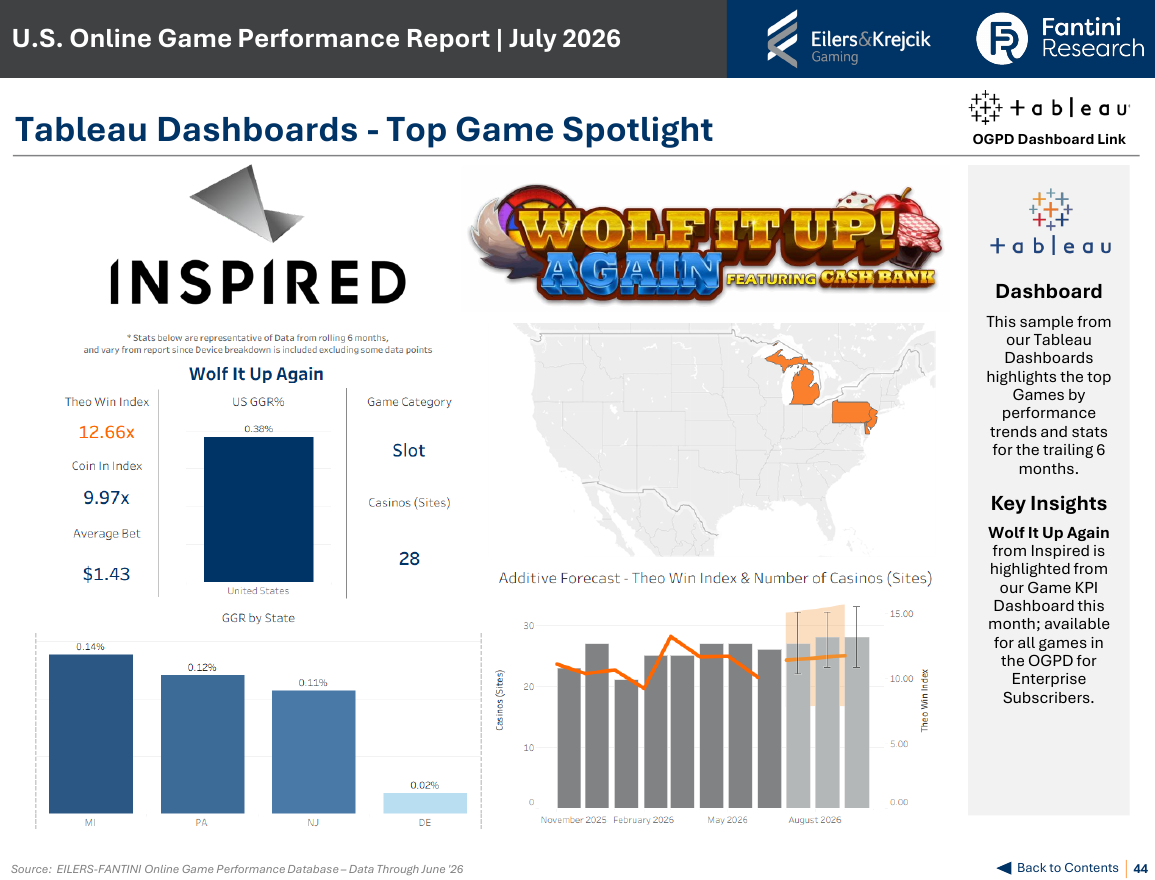 U.S. Online Game Performance Report | July 2026
Eilers&Krejcik
Gaming
Fantini
Research
Tableau Dashboards - Top Game Spotlight
+ a b l e a u
OGPD Dashboard Link
INSPIRED
WOLF IT UP!
AGAIN
FEATURING CASH BANK
* Stats below are representative of Data from rolling 6 months,
and vary from report since Device breakdown is included excluding some data points
Wolf It Up Again
Theo Win Index
12.66x
Coin In Index
9.97x
Average Bet
$1.43
US GGR%
0.38%
United States
Game Category
Slot
Casinos (Sites)
28
GGR by State
0.14%
0.12%
0.11%
0.02%
MI
PA
NJ
DE
Additive Forecast - Theo Win Index & Number of Casinos (Sites)
Casinos (Sites)
30
20
10
0
15.00
10.00
5.00
0.00
Theo Win Index
November 2025
February 2026
May 2026
August 2026
+ a b l e a u
Dashboard
This sample from
our Tableau
Dashboards
highlights the top
Games by
performance
trends and stats
for the trailing 6
months.
Key Insights
Wolf It Up Again
from Inspired is
highlighted from
our Game KPI
Dashboard this
month; available
for all games in
the OGPD for
Enterprise
Subscribers.
Source: EILERS-FANTINI Online Game Performance Database – Data Through June '26
Back to Contents
44